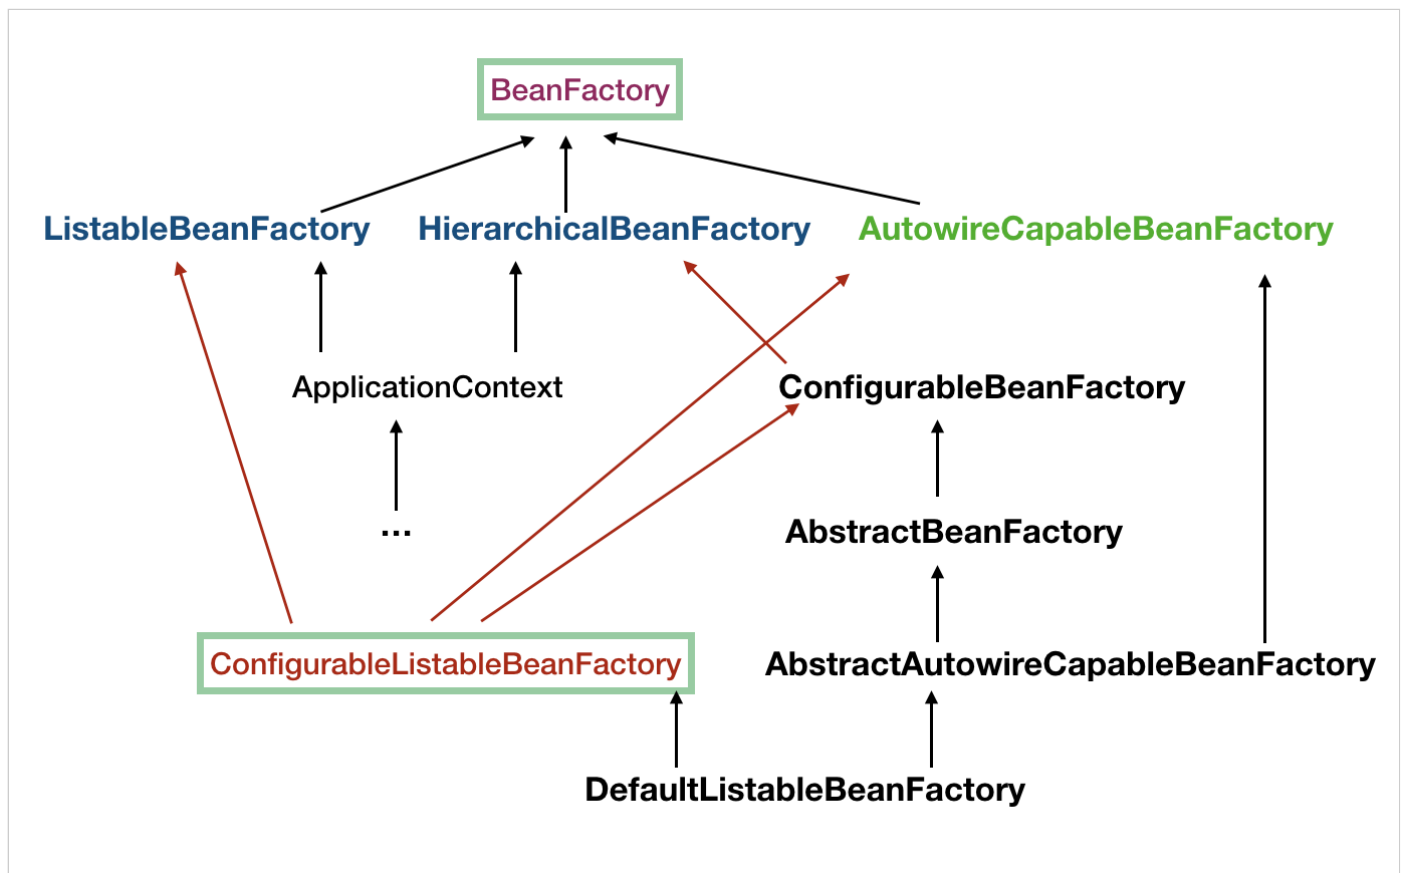 BeanFactory
ListableBeanFactory HierarchicalBeanFactory AutowireCapableBeanFactory
ApplicationContext ConfigurableBeanFactory
... AbstractBeanFactory
ConfigurableListableBeanFactory AbstractAutowireCapableBeanFactory
DefaultListableBeanFactory